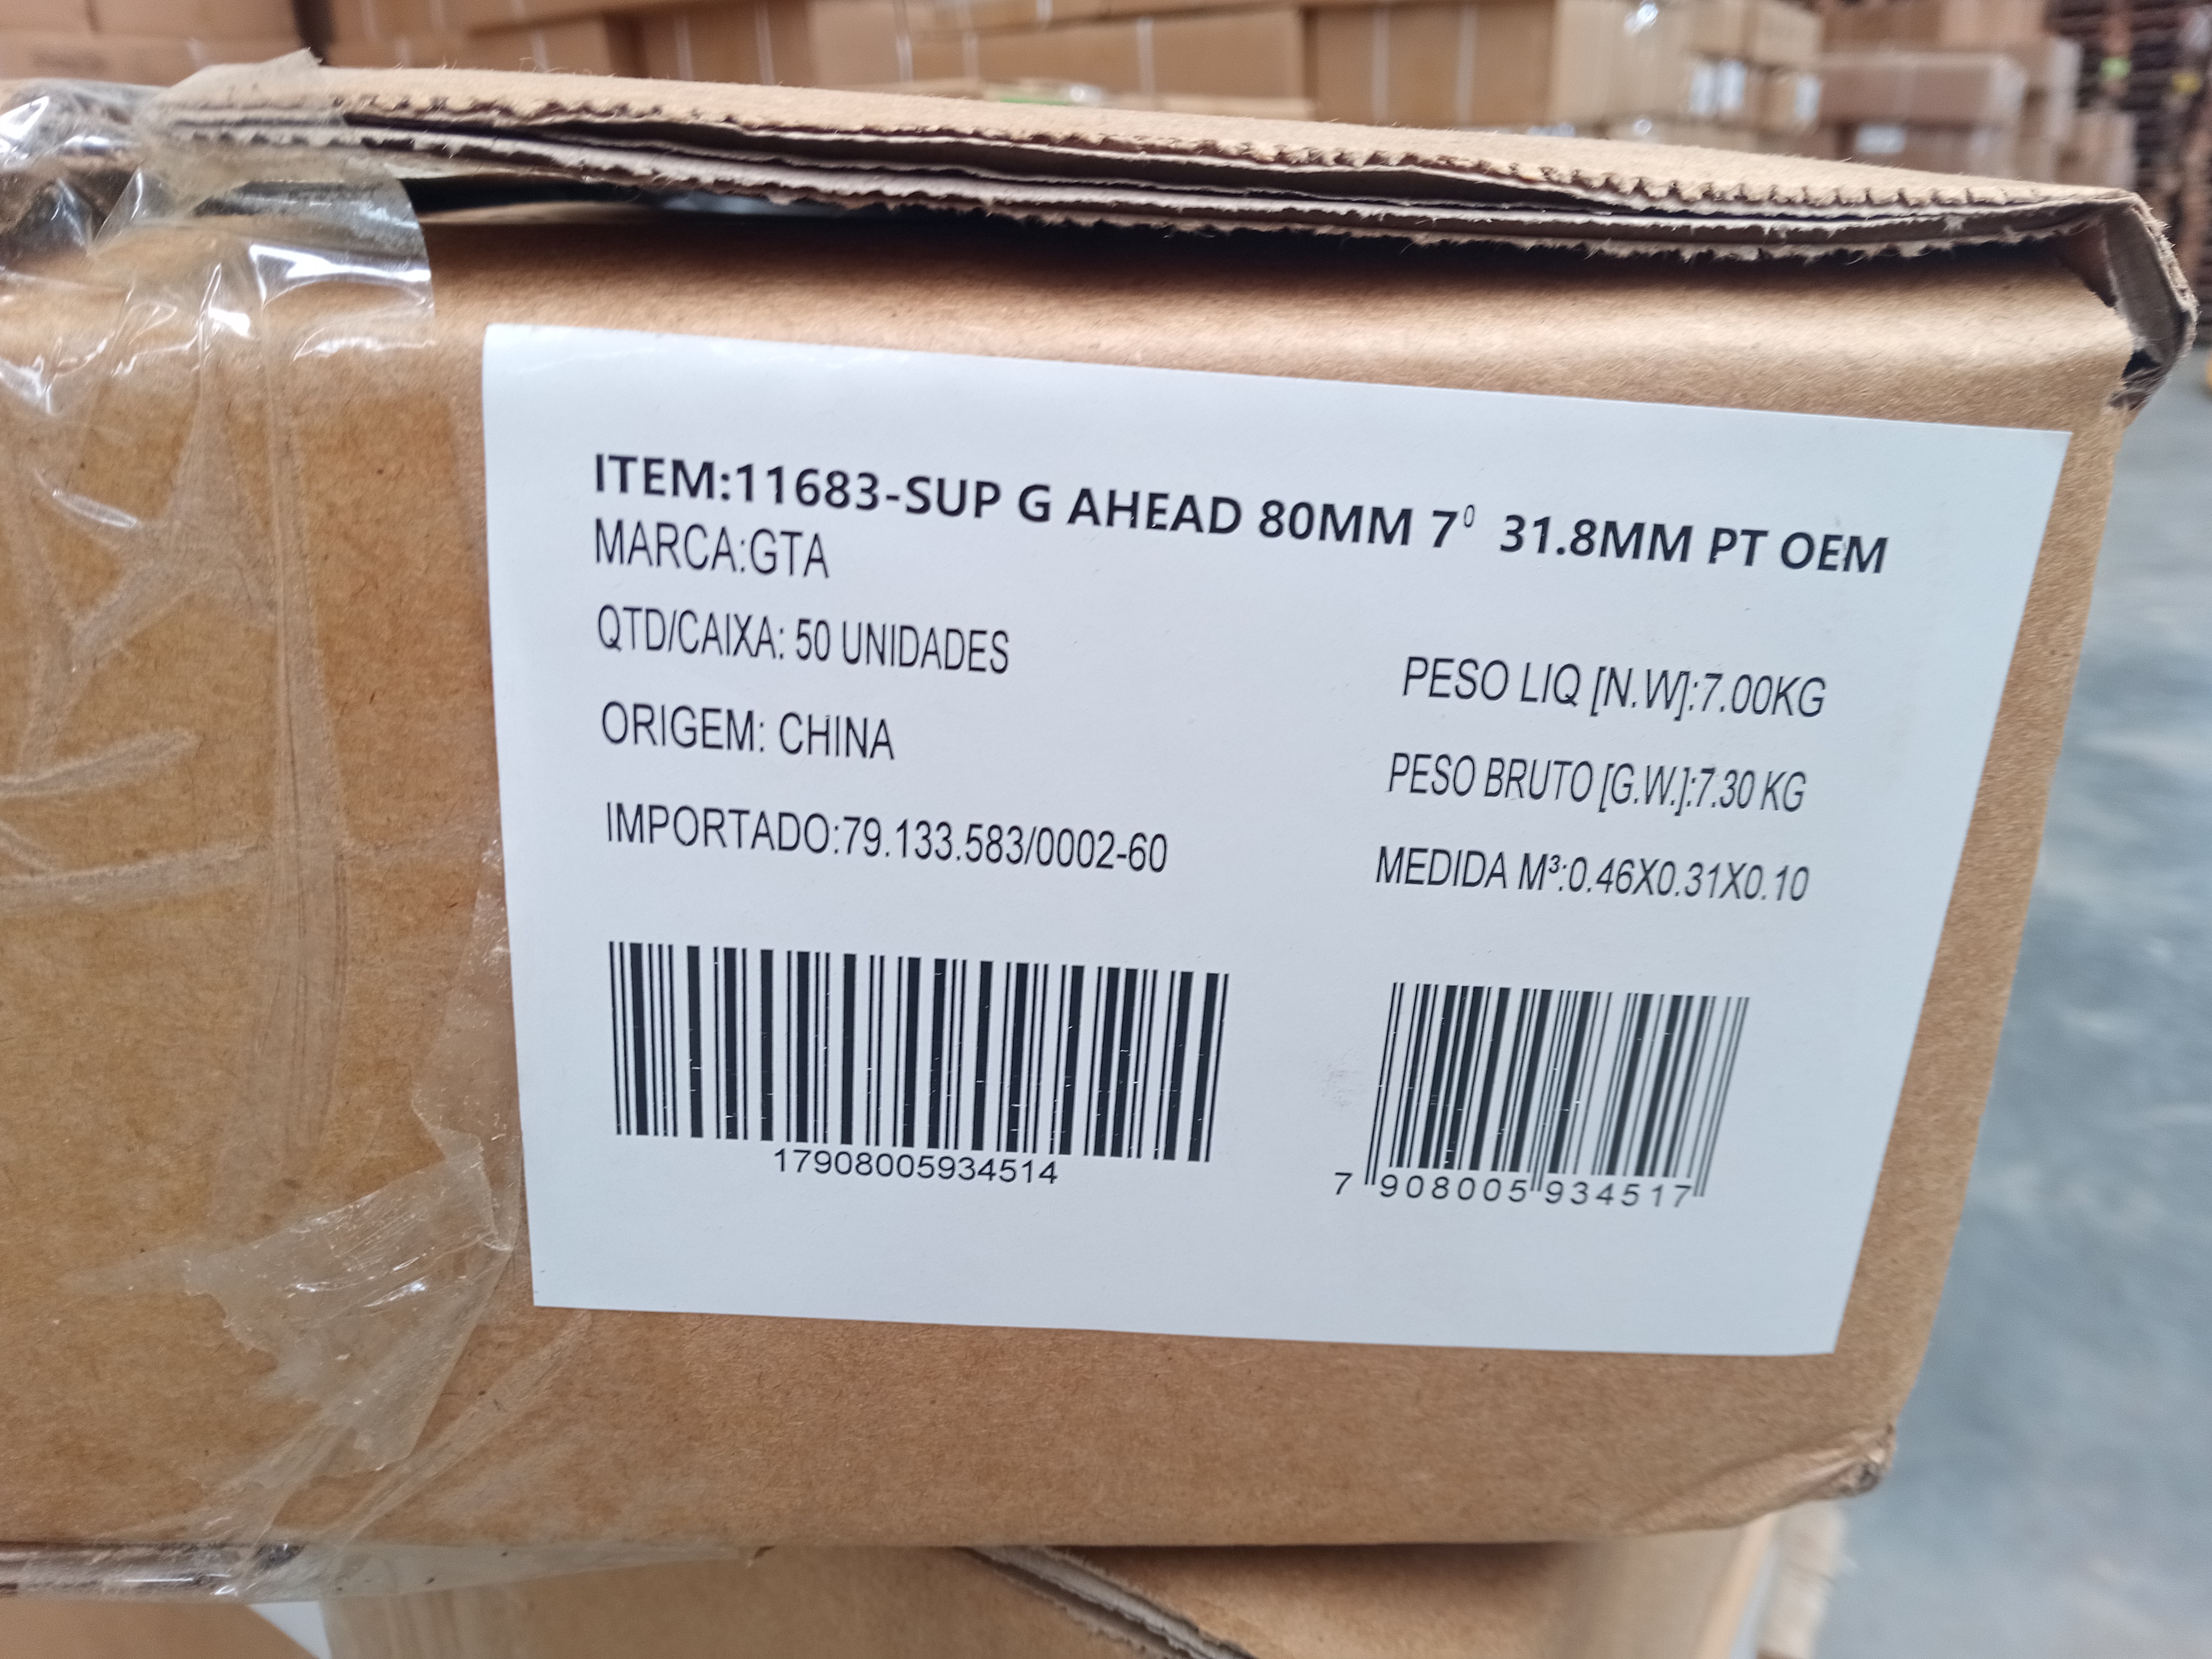 ITEM:11683-SUP G AHEAD 80MM 7⁰ 31.8MM PT OEM
MARCA:GTA
QTD/CAIXA: 50 UNIDADES
PESO LIQ [N.W]:7.00KG
ORIGEM: CHINA
PESO BRUTO [G.W.]:7.30 KG
IMPORTADO:79.133.583/0002-60
MEDIDA M³:0.46X0.31X0.10
17908005934514
7 908005 934517